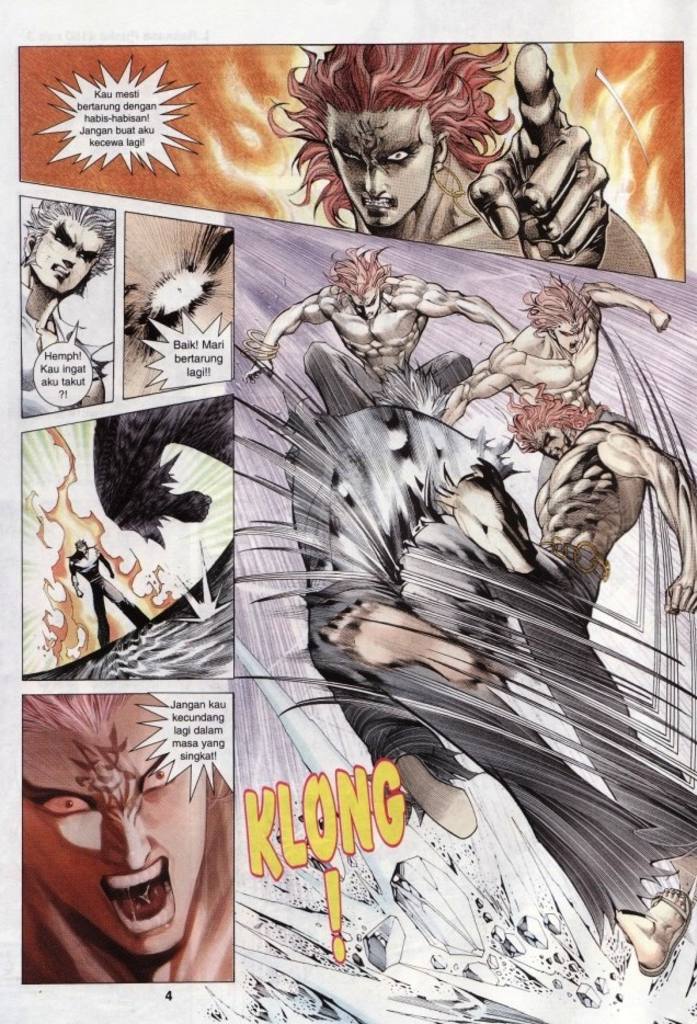 Kau mesti
bertarung dengan
habis-habisan!
Jangan buat aku
kecewa lagi!
Hemph!
Kau ingat
aku takut
?!
Baik! Mari
bertarung
lagi!!
Jangan kau
kecundang
lagi dalam
masa yang
singkat!
KLONG
!
4